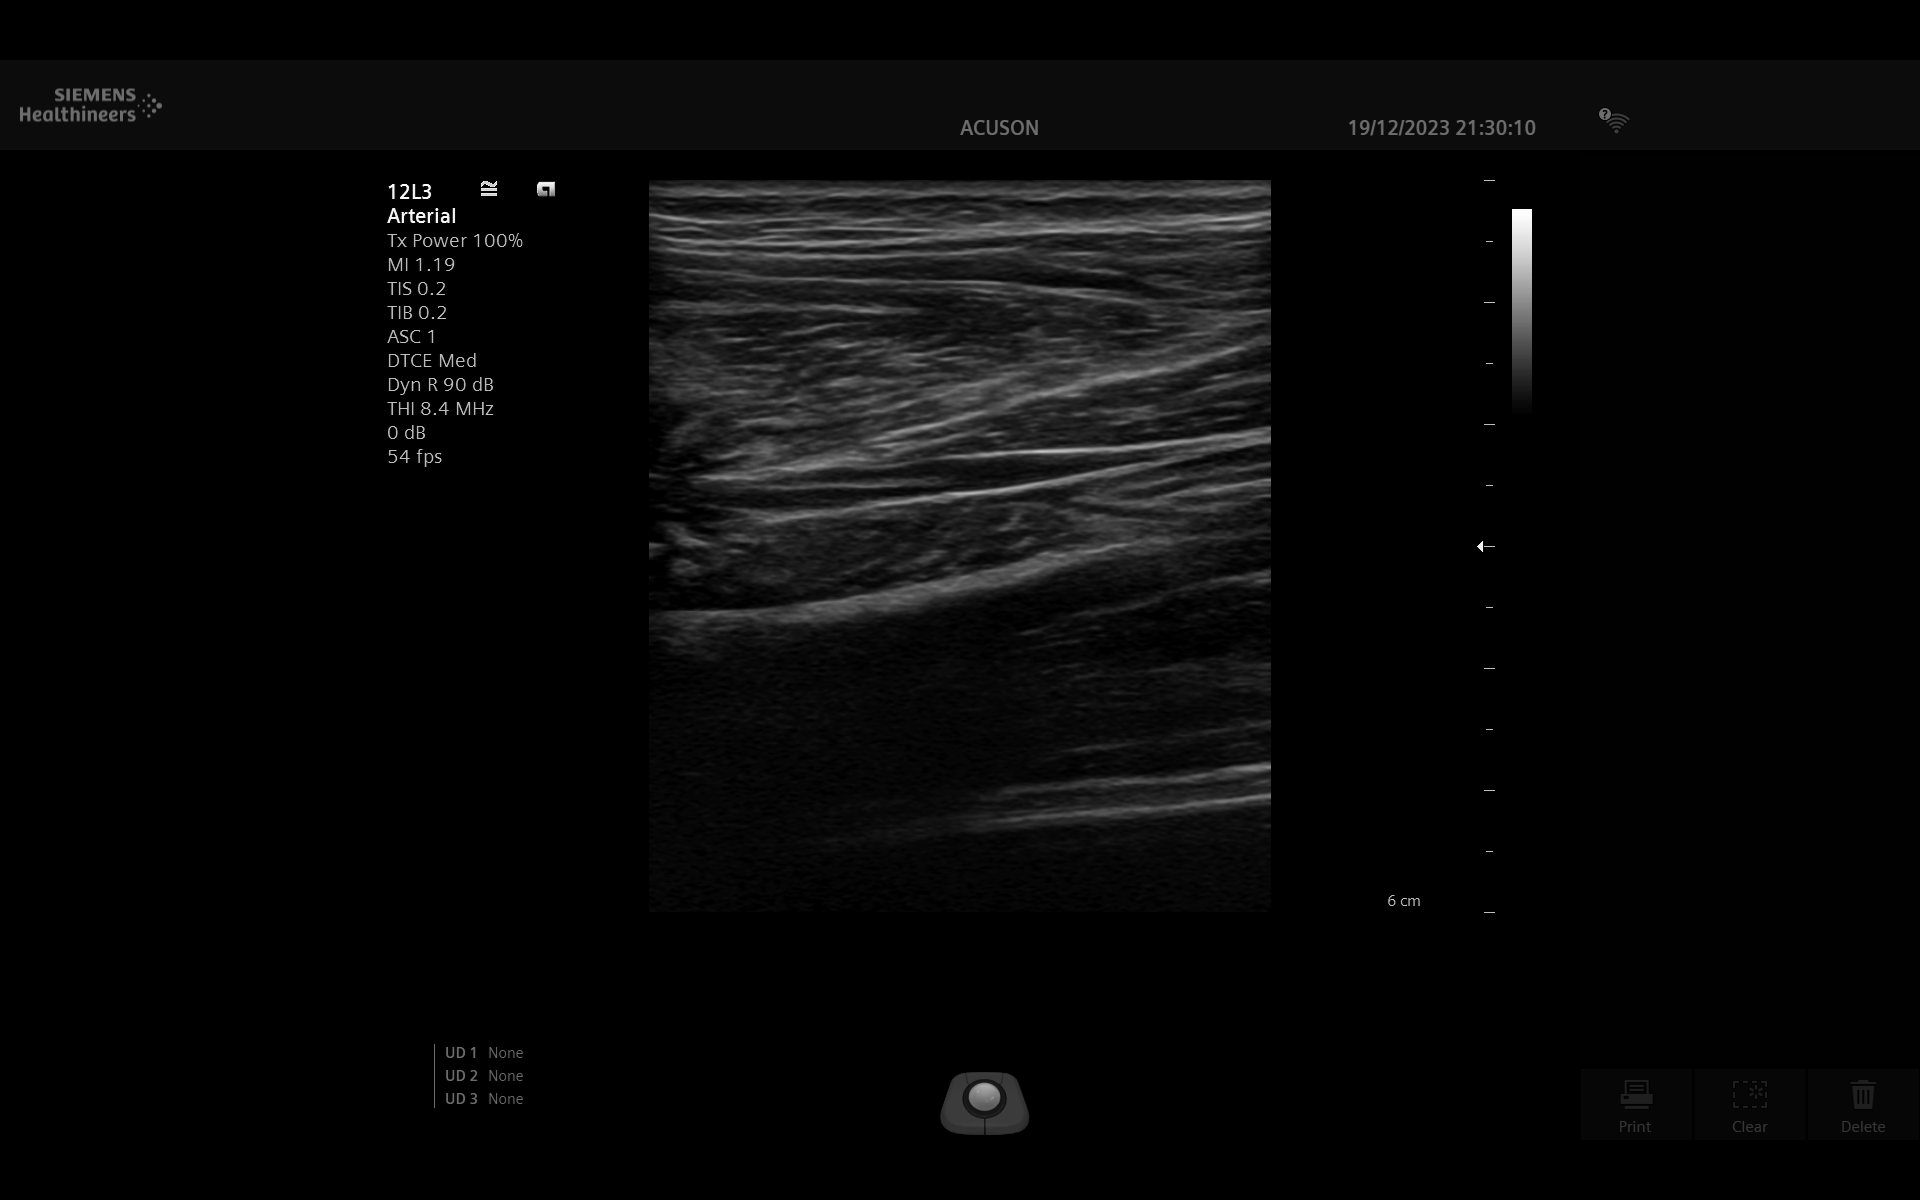 SIEMENS
Healthineers
ACUSON
19/12/2023 21:30:10
?
12L3
Arterial
Tx Power 100%
MI 1.19
TIS 0.2
TIB 0.2
ASC 1
DTCE Med
Dyn R 90 dB
THI 8.4 MHz
0 dB
54 fps
6 cm
UD 1 None
UD 2 None
UD 3 None
Print
Clear
Delete